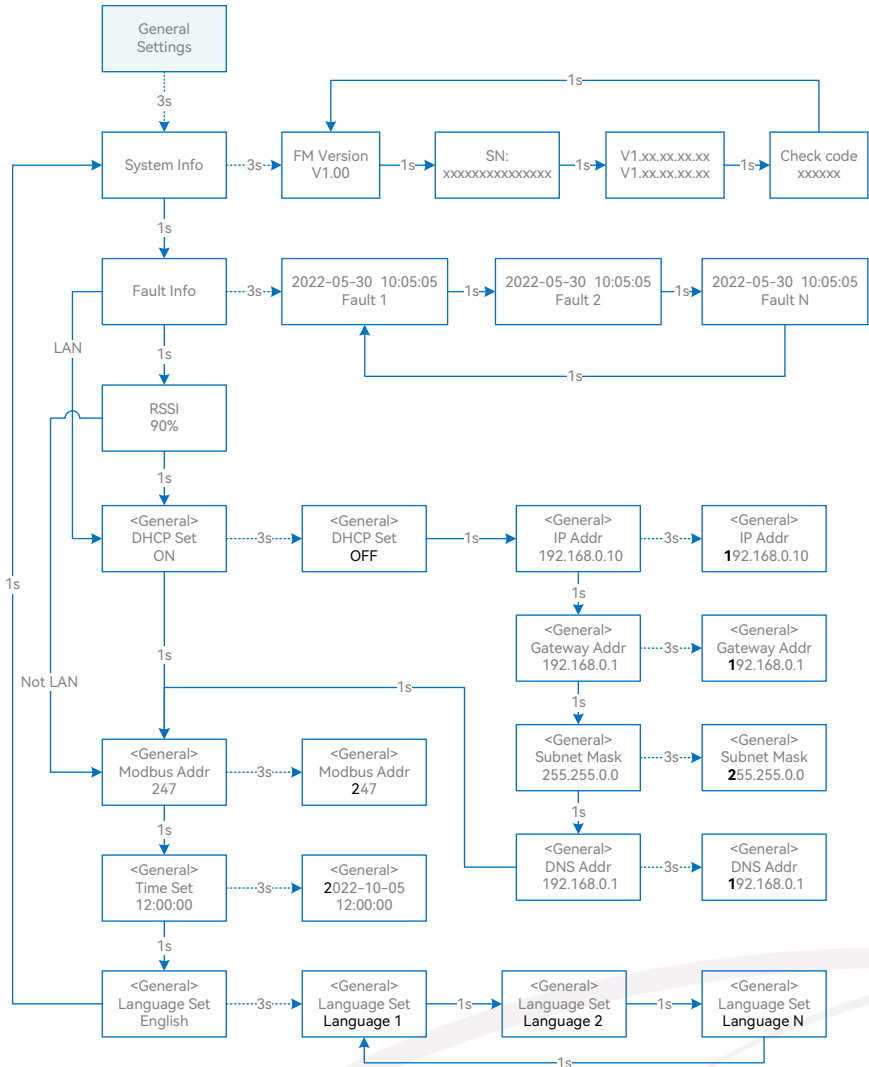 General
Settings
3s
1s
System Info
3s
FM Version
V1.00
1s
SN:
xxxxxxxxxxxxxxx
1s
V1.xx.xx.xx.xx
V1.xx.xx.xx.xx
1s
Check code
xxxxxx
1s
Fault Info
3s
2022-05-30 10:05:05
Fault 1
1s
2022-05-30 10:05:05
Fault 2
1s
2022-05-30 10:05:05
Fault N
LAN
1s
1s
RSSI
90%
1s
<General>
DHCP Set
ON
3s
<General>
DHCP Set
OFF
1s
<General>
IP Addr
192.168.0.10
3s
<General>
IP Addr
192.168.0.10
1s
1s
1s
<General>
Gateway Addr
192.168.0.1
3s
<General>
Gateway Addr
192.168.0.1
Not LAN
1s
1s
<General>
Modbus Addr
247
3s
<General>
Modbus Addr
247
<General>
Subnet Mask
255.255.0.0
3s
<General>
Subnet Mask
255.255.0.0
1s
1s
<General>
Time Set
12:00:00
3s
<General>
2022-10-05
12:00:00
<General>
DNS Addr
192.168.0.1
3s
<General>
DNS Addr
192.168.0.1
1s
<General>
Language Set
English
3s
<General>
Language Set
Language 1
1s
<General>
Language Set
Language 2
1s
<General>
Language Set
Language N
1s